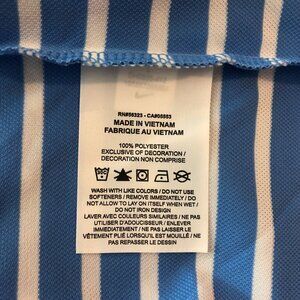 RN#56323 - CA#05553
MADE IN VIETNAM
FABRIQUE AU VIETNAM
100% POLYESTER
EXCLUSIVE OF DECORATION /
DECORATION NON COMPRISE
WASH WITH LIKE COLORS / DO NOT USE
SOFTENERS / REMOVE IMMEDIATELY / DO
NOT ALLOW TO LAY ON ITSELF WHEN WET /
DO NOT IRON DESIGN
LAVER AVEC COULEURS SIMILAIRES / NE PAS
UTILISER D'ADOUCISSEUR / ENLEVER
IMMÉDIATEMENT / NE PAS LAISSER LE
VÊTEMENT PLIÉ LORSQU'IL EST MOUILLÉ / NE
PAS REPASSER LE DESSIN